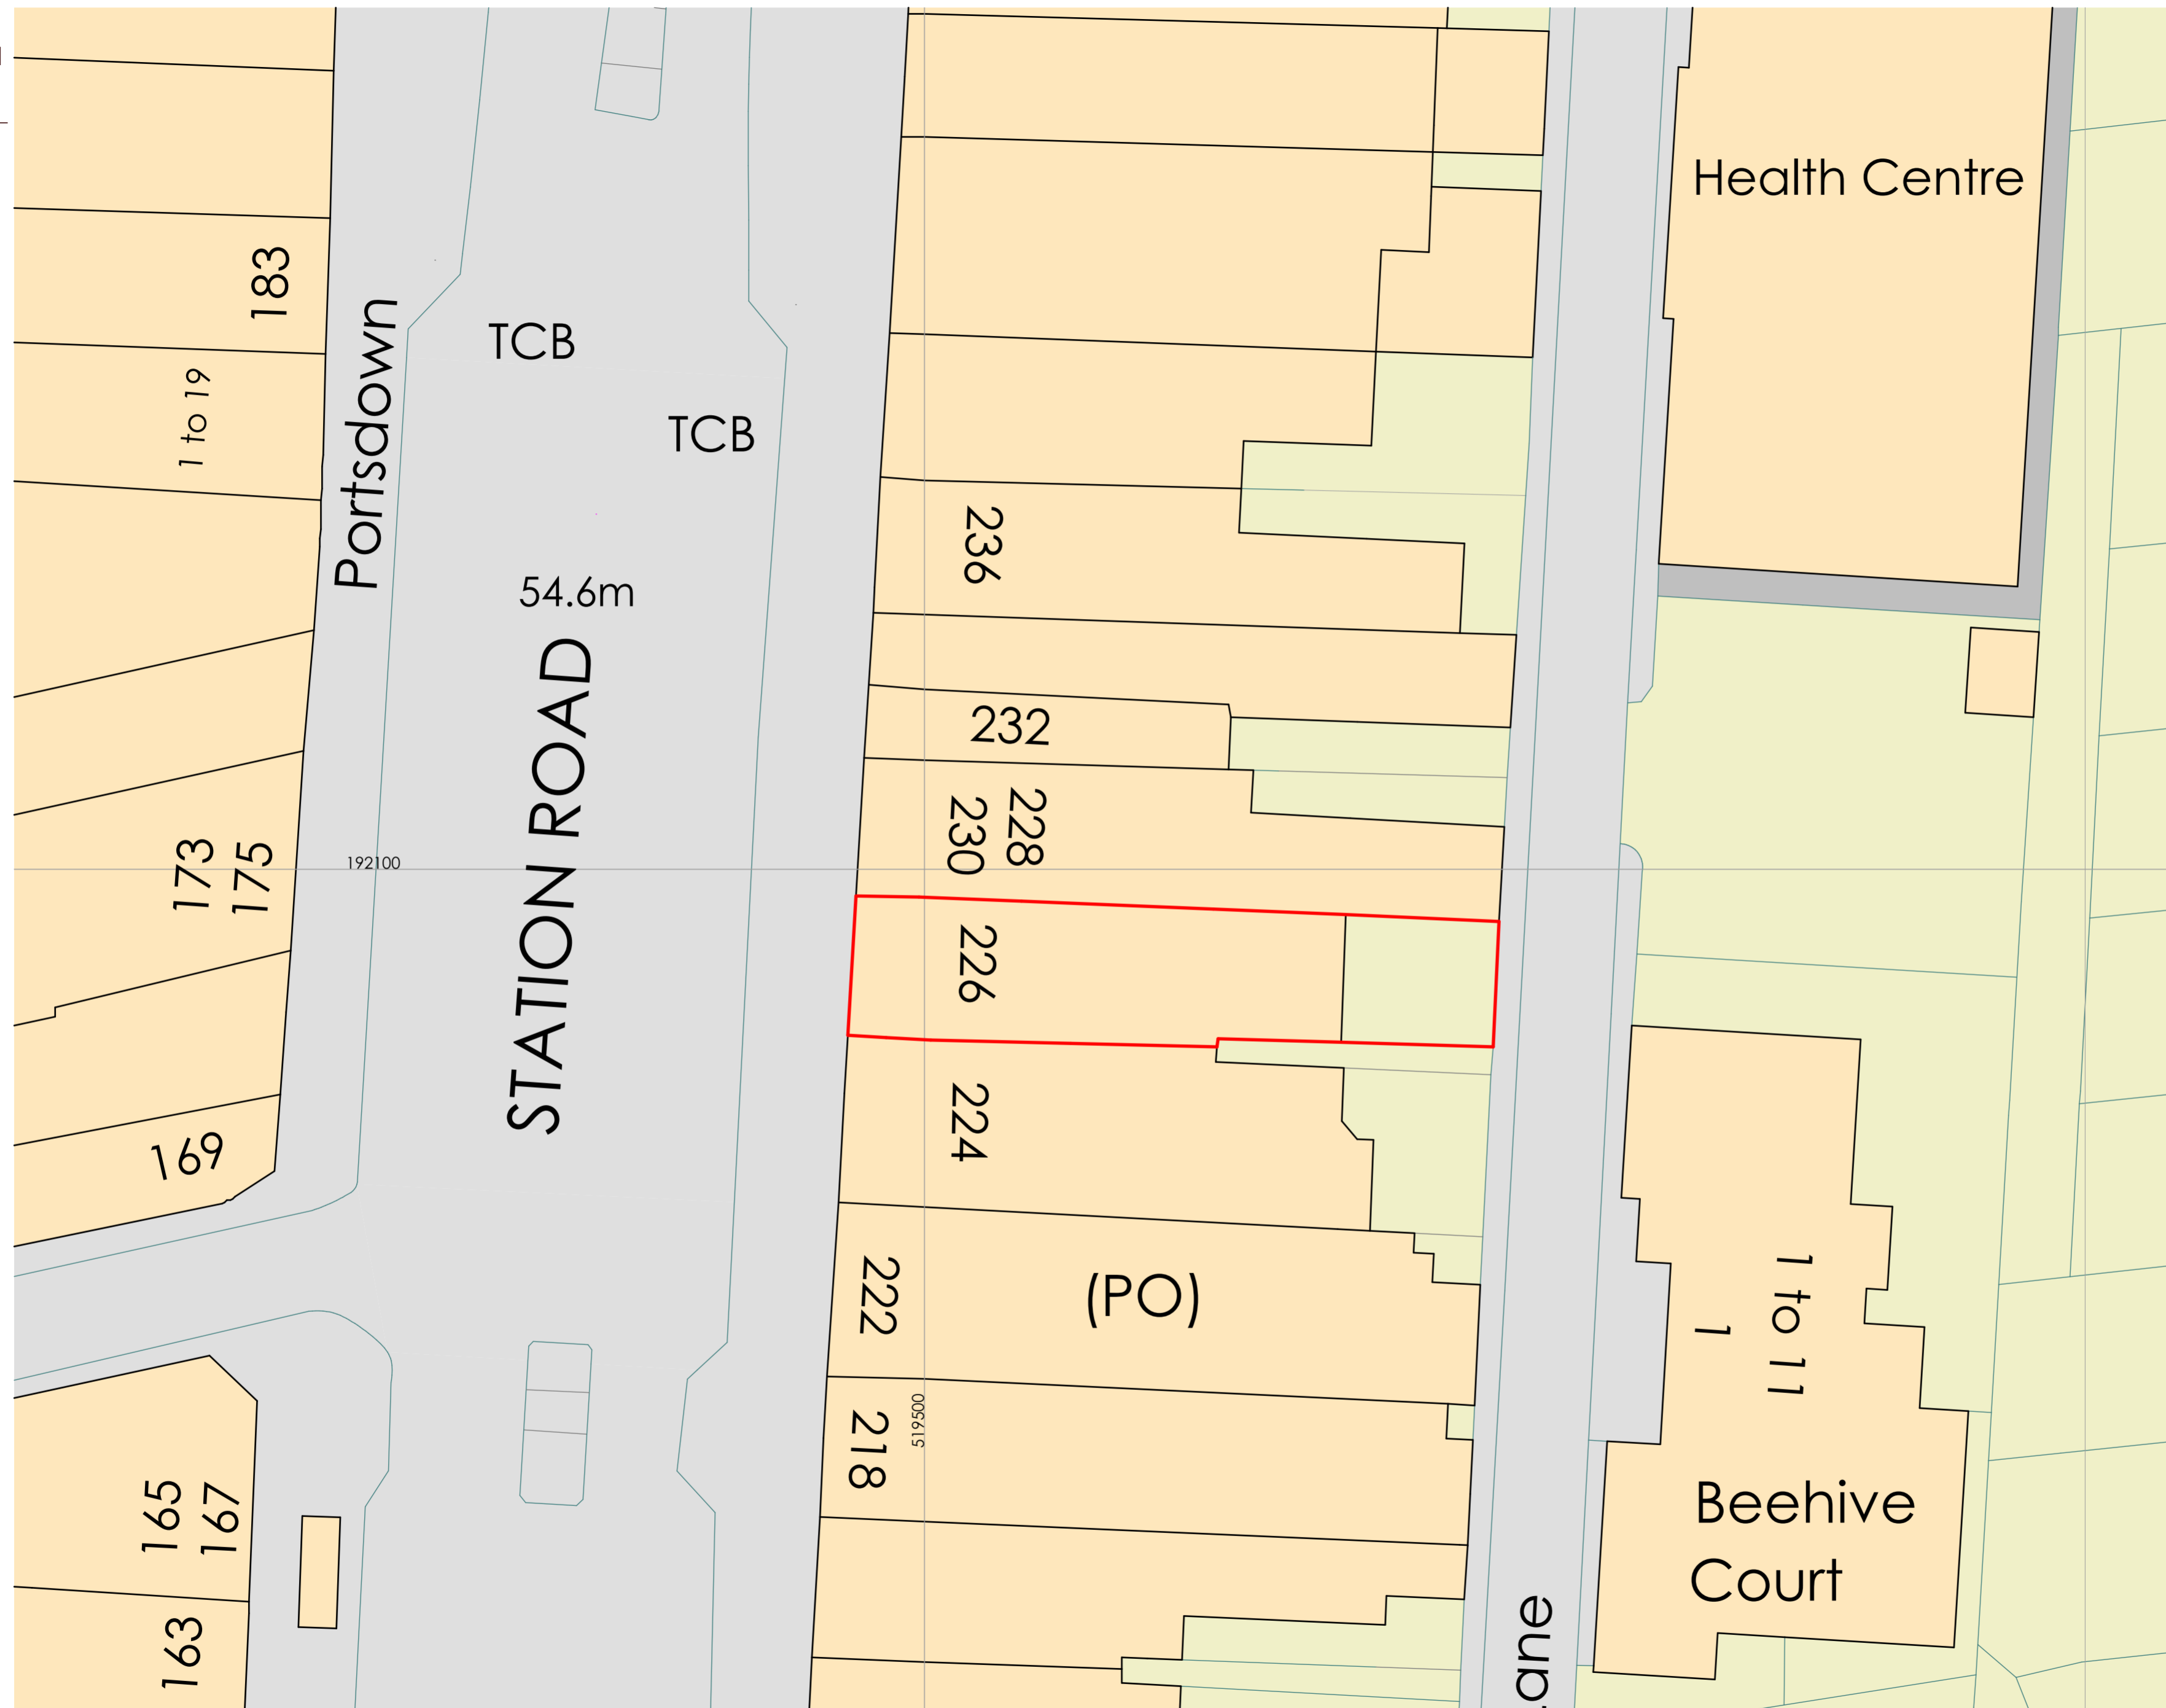 Health Centre
183
Portsdown
1 to 19
TCB
TCB
236
54.6m
STATION ROAD
232
228
230
173
175
192100
226
224
169
222
(PO)
1 to 11
1
218
519500
165
167
Beehive
Court
163